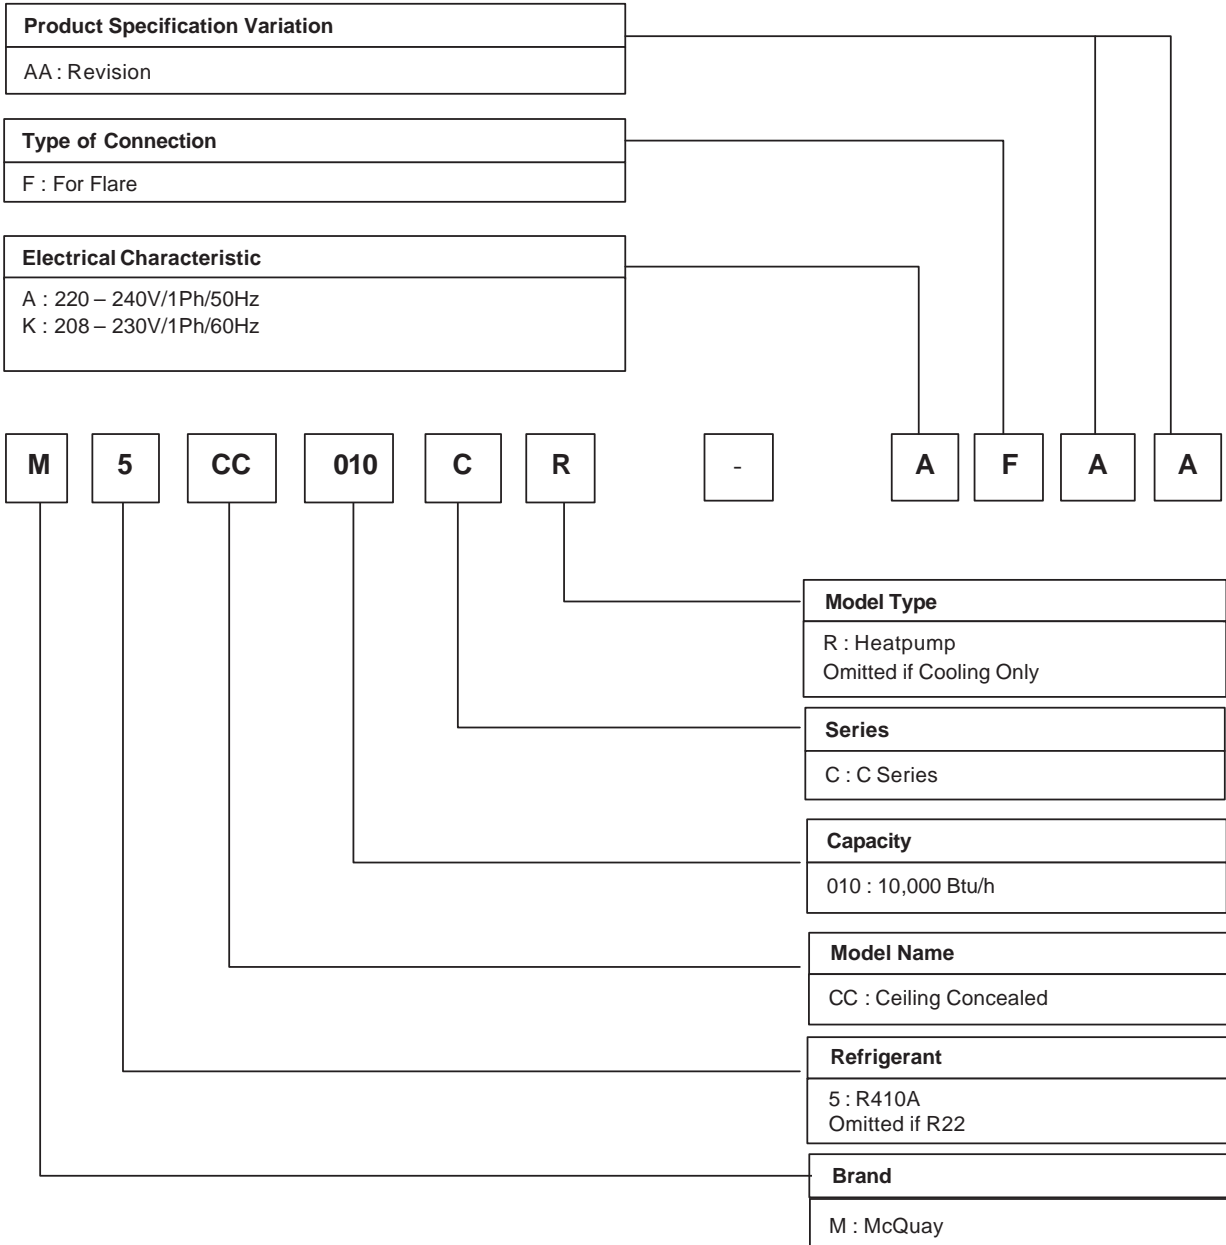 Product Specification Variation
AA : Revision
Type of Connection
F : For Flare
Electrical Characteristic
A : 220 – 240V/1Ph/50Hz
K : 208 – 230V/1Ph/60Hz
M 5 CC 010 C R - A F A A
Model Type
R : Heatpump
Omitted if Cooling Only
Series
C : C Series
Capacity
010 : 10,000 Btu/h
Model Name
CC : Ceiling Concealed
Refrigerant
5 : R410A
Omitted if R22
Brand
M : McQuay